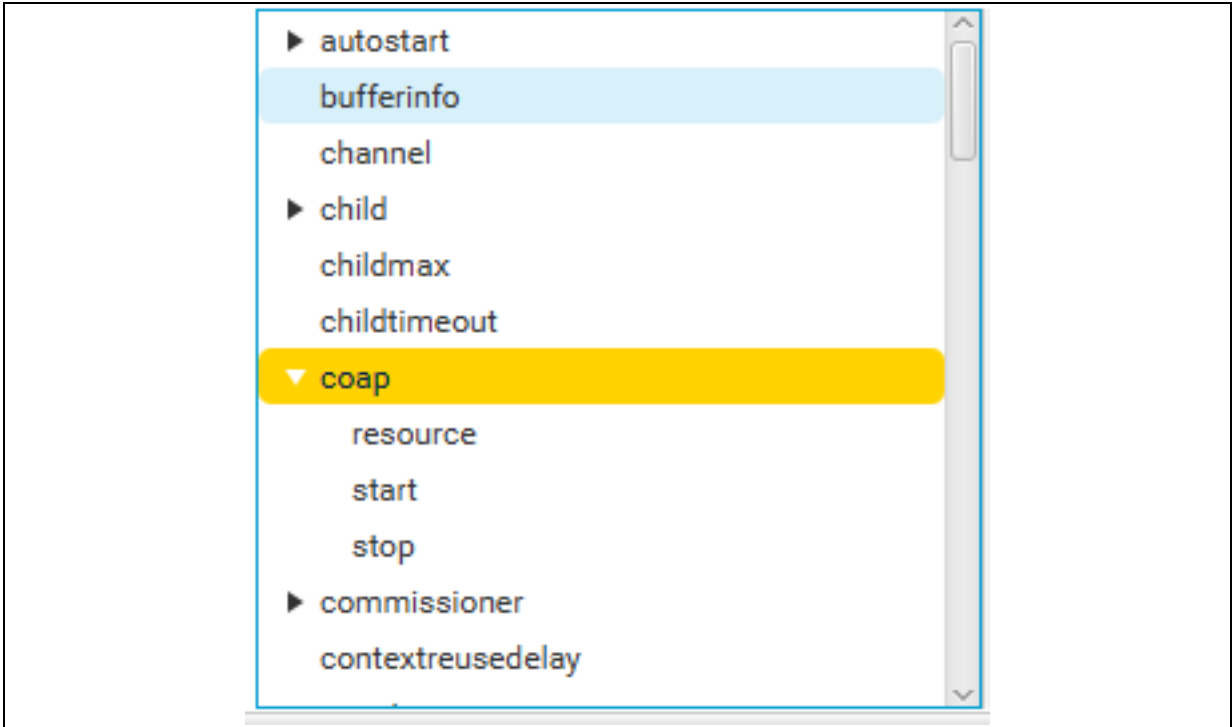 autostart
bufferinfo
channel
child
childmax
childtimeout
coap
resource
start
stop
commissioner
contextreusedelay